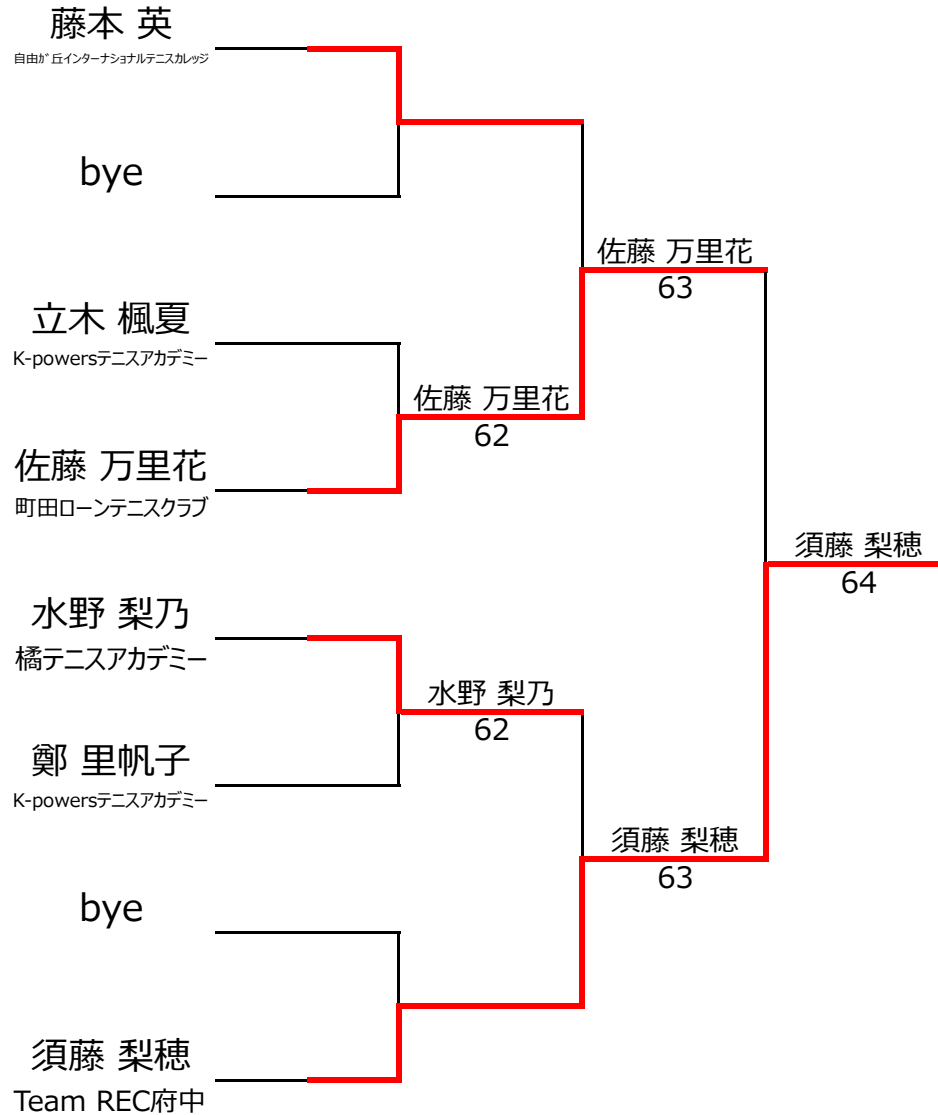 藤本 英
自由が丘インターナショナルテニスカレッジ
bye
佐藤 万里花
63
立木 楓夏
K-powersテニスアカデミー
佐藤 万里花
62
佐藤 万里花
町田ローンテニスクラブ
須藤 梨穂
64
水野 梨乃
橘テニスアカデミー
水野 梨乃
62
鄭 里帆子
K-powersテニスアカデミー
須藤 梨穂
63
bye
須藤 梨穂
Team REC府中